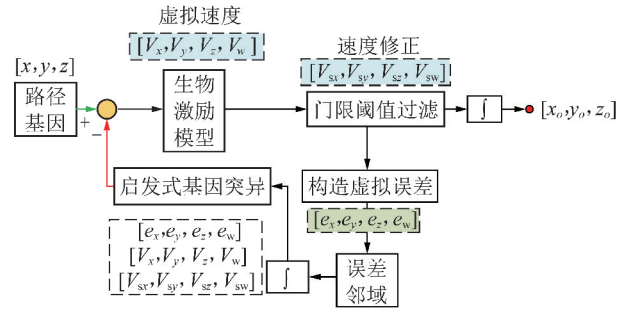 虚拟速度
[Vx,Vy,Vz,Vw]
速度修正
[Vsx,Vsy,Vsz,Vsw]
[x,y,z]
路径
基因
+
−
生物
激励
模型
门限阈值过滤
∫
[xo,yo,zo]
启发式基因突异
构造虚拟误差
[ex,ey,ez,ew]
[ex,ey,ez,ew]
[Vx,Vy,Vz,Vw]
[Vsx,Vsy,Vsz,Vsw]
∫
误差
邻域